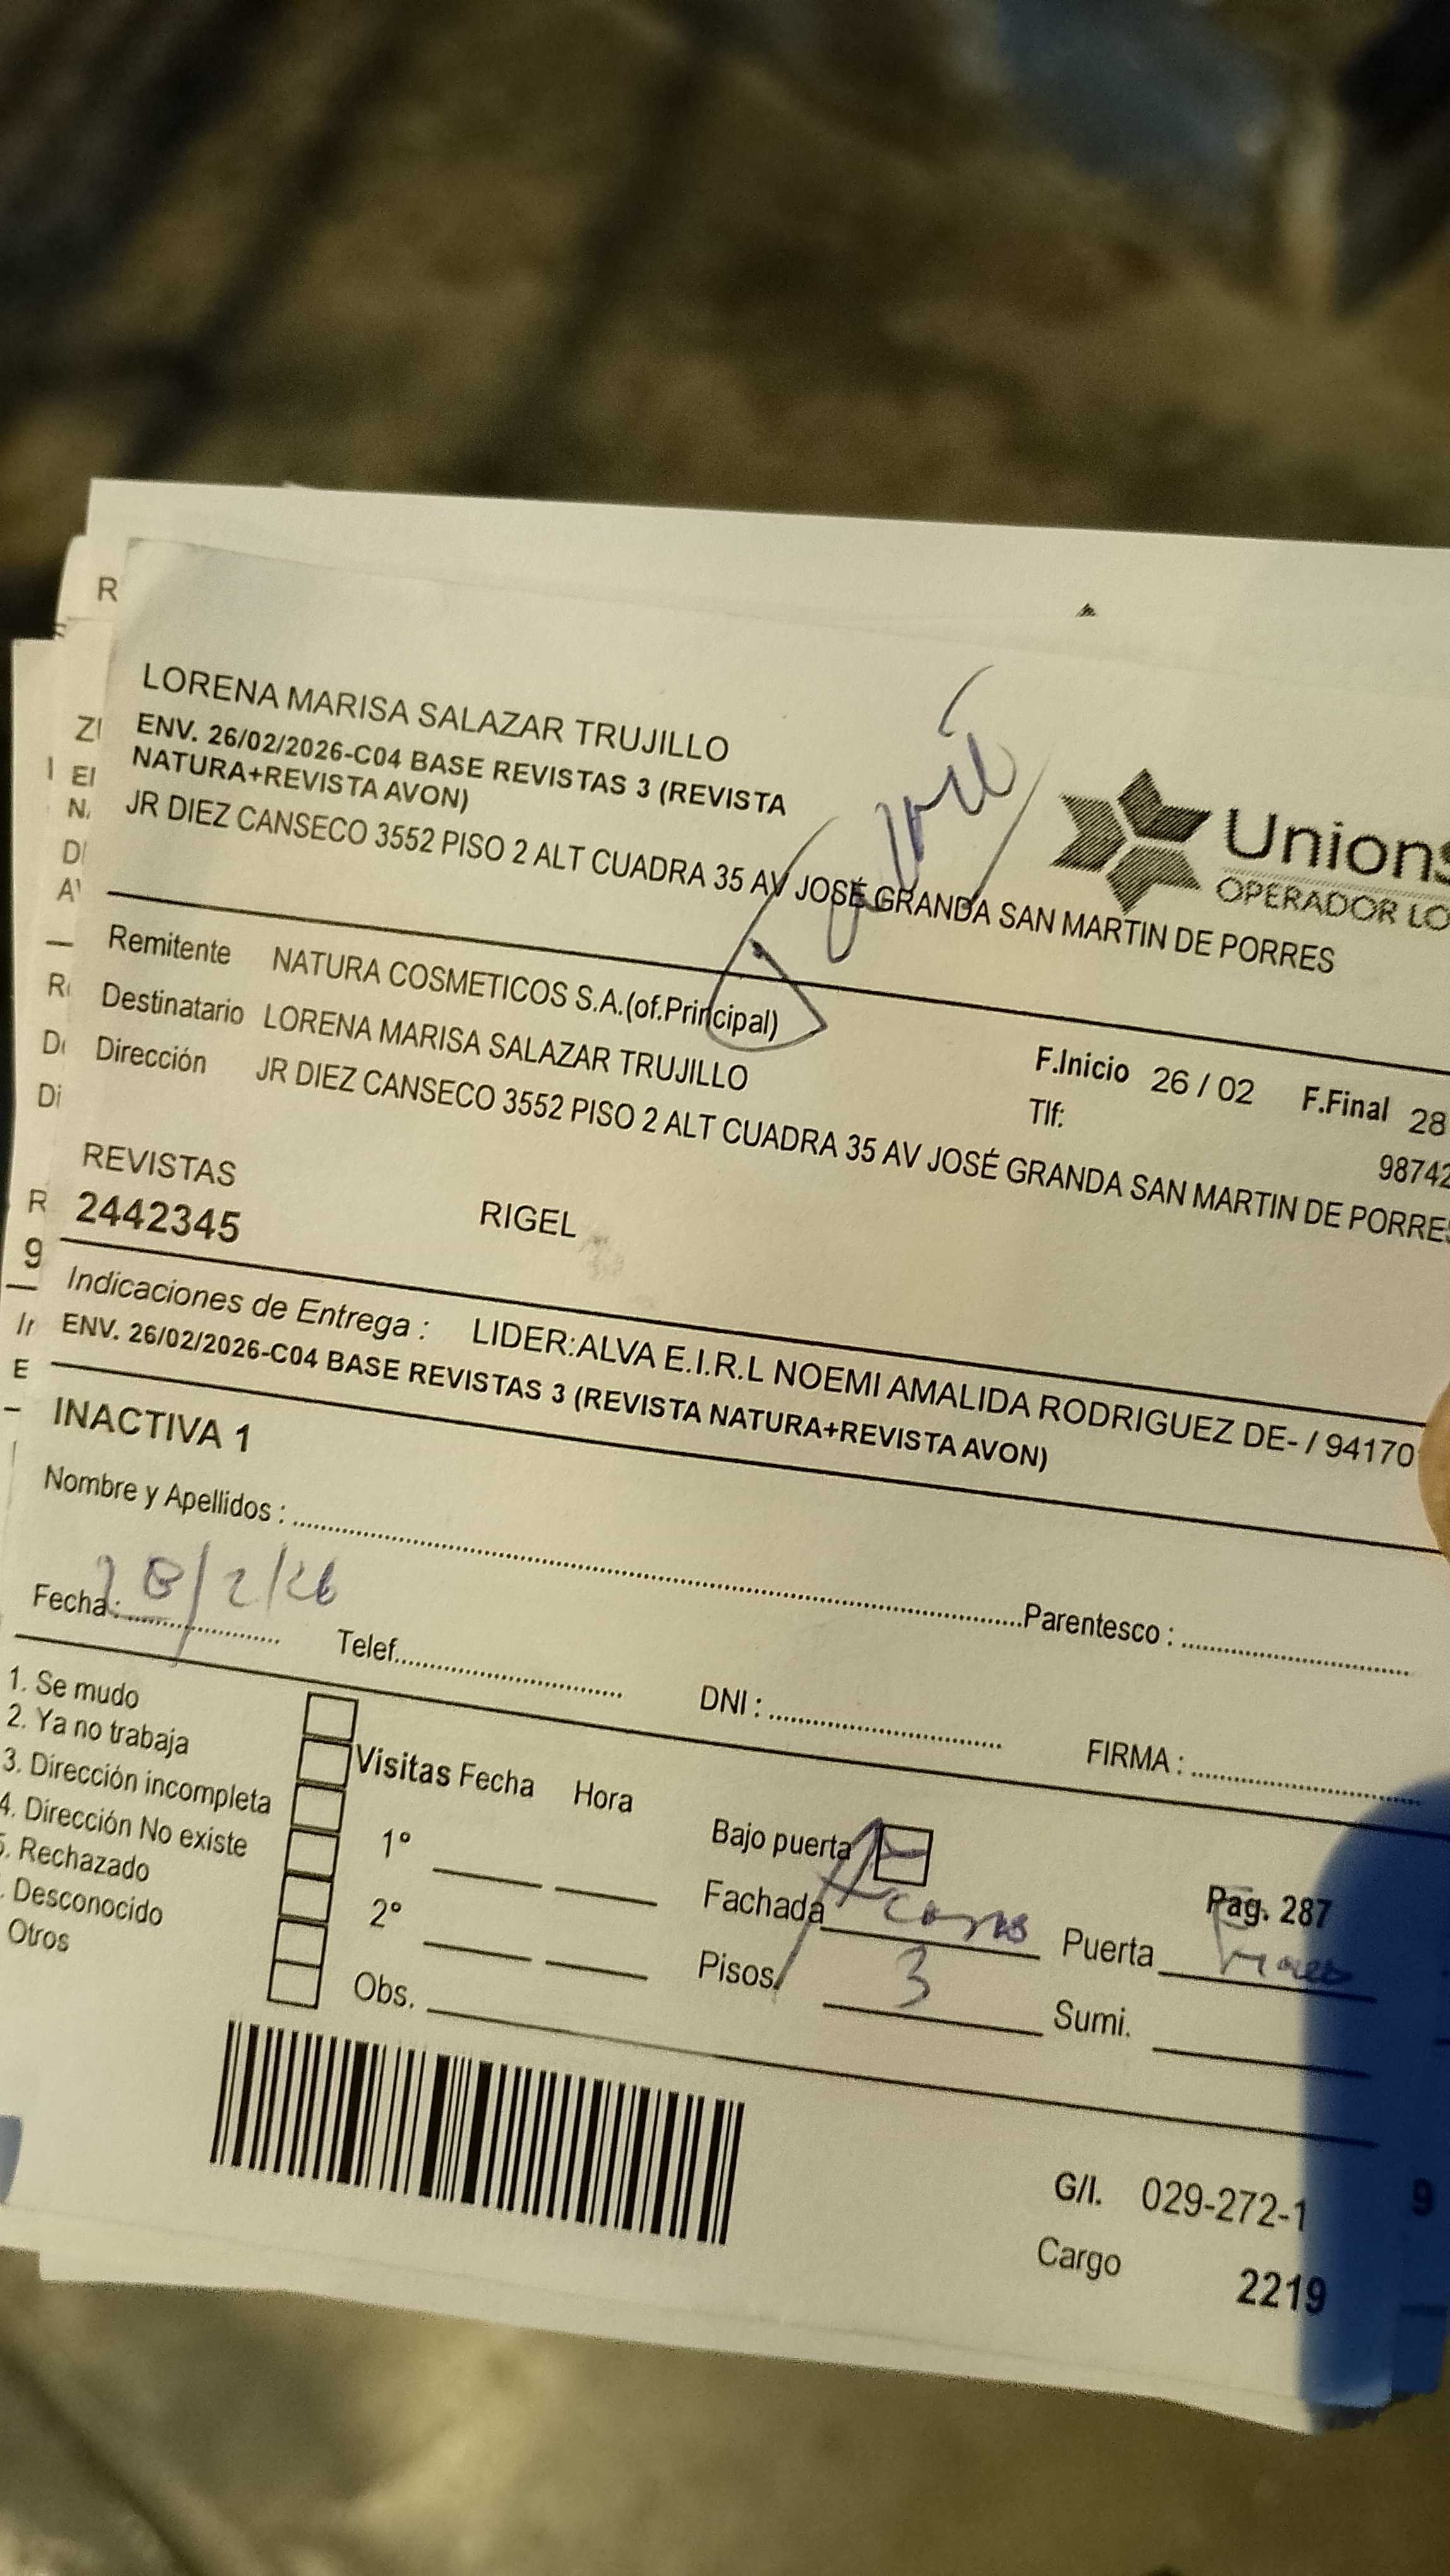 R
LORENA MARISA SALAZAR TRUJILLO
ENV. 26/02/2026-C04 BASE REVISTAS 3 (REVISTA
NATURA+REVISTA AVON)
JR DIEZ CANSECO 3552 PISO 2 ALT CUADRA 35 AV JOSÉ GRANDA SAN MARTIN DE PORRES
Unions
OPERADOR LO
Remitente NATURA COSMETICOS S.A.(of.Principal)
Destinatario LORENA MARISA SALAZAR TRUJILLO
F.Inicio 26 / 02 F.Final 28
Dirección JR DIEZ CANSECO 3552 PISO 2 ALT CUADRA 35 AV JOSÉ GRANDA SAN MARTIN DE PORRES
Tlf: 98742
REVISTAS
2442345 RIGEL
Indicaciones de Entrega : LIDER:ALVA E.I.R.L NOEMI AMALIDA RODRIGUEZ DE- / 94170
ENV. 26/02/2026-C04 BASE REVISTAS 3 (REVISTA NATURA+REVISTA AVON)
INACTIVA 1
Nombre y Apellidos : Parentesco :
Fecha: 28/2/26 Telef. DNI : FIRMA :
1. Se mudo
2. Ya no trabaja
3. Dirección incompleta
4. Dirección No existe
5. Rechazado
. Desconocido
Otros
Visitas Fecha Hora
1°
2°
Obs.
Bajo puerta
Fachada
Pisos 3
Pag. 287
Puerta
Sumi.
G/I. 029-272-1
Cargo 2219